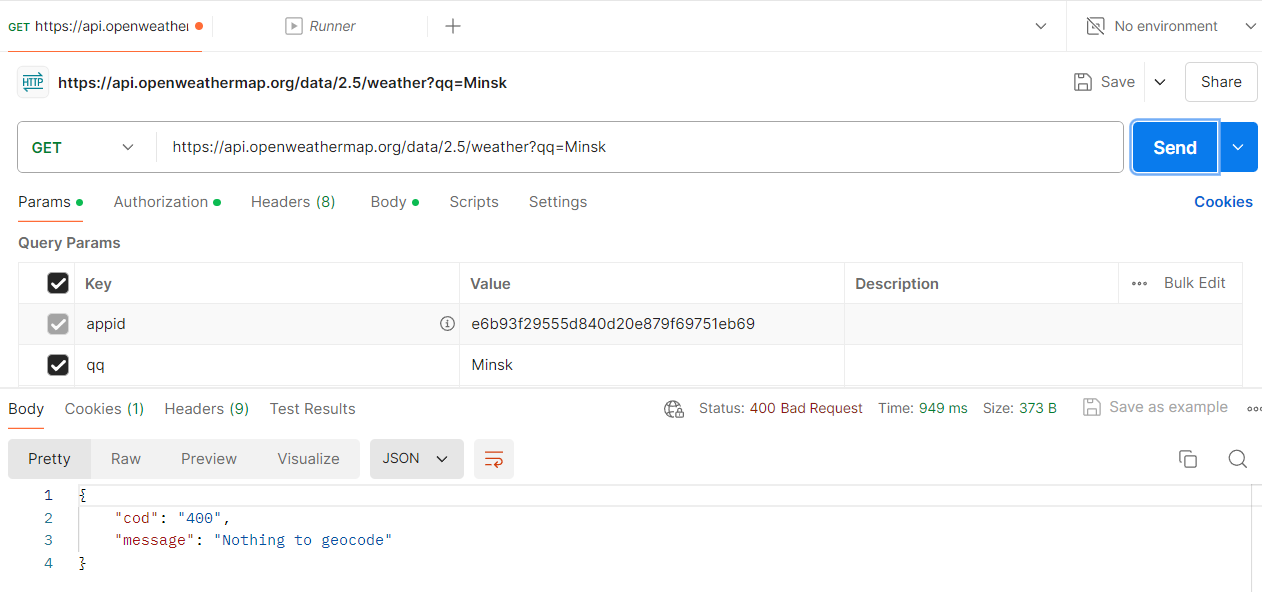 GET https://api.openweather
Runner
No environment
HTTP https://api.openweathermap.org/data/2.5/weather?qq=Minsk
Save
Share
GET https://api.openweathermap.org/data/2.5/weather?qq=Minsk
Send
Params Authorization Headers (8) Body Scripts Settings Cookies
Query Params
Key Value Description Bulk Edit
appid e6b93f29555d840d20e879f69751eb69
qq Minsk
Body Cookies (1) Headers (9) Test Results Status: 400 Bad Request Time: 949 ms Size: 373 B Save as example
Pretty Raw Preview Visualize JSON
1 {
2 "cod": "400",
3 "message": "Nothing to geocode"
4 }